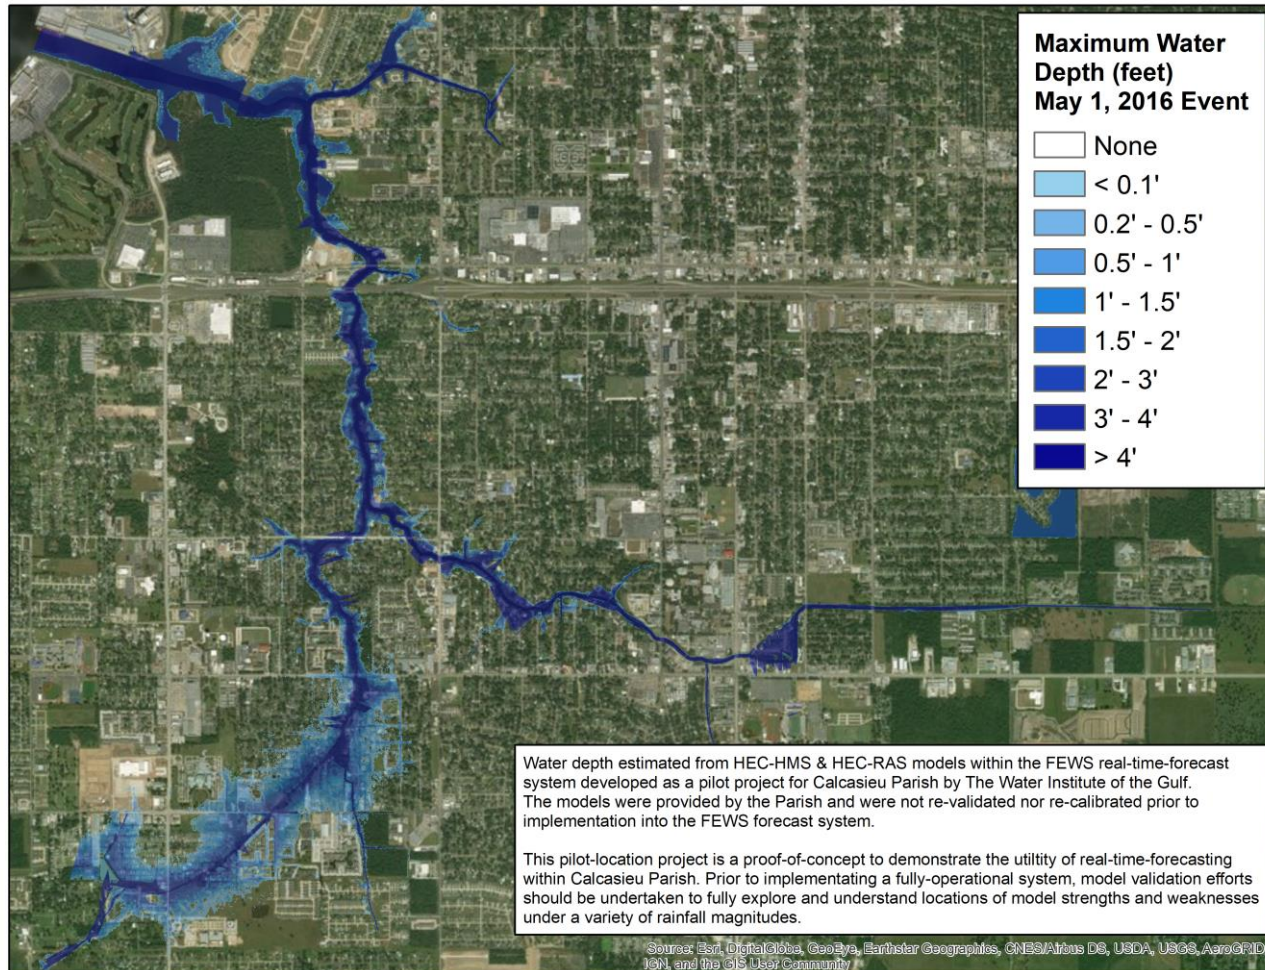 Maximum Water
Depth (feet)
May 1, 2016 Event
None
< 0.1'
0.2' - 0.5'
0.5' - 1'
1' - 1.5'
1.5' - 2'
2' - 3'
3' - 4'
> 4'
Water depth estimated from HEC-HMS & HEC-RAS models within the FEWS real-time-forecast
system developed as a pilot project for Calcasieu Parish by The Water Institute of the Gulf.
The models were provided by the Parish and were not re-validated nor re-calibrated prior to
implementation into the FEWS forecast system.
This pilot-location project is a proof-of-concept to demonstrate the utiltity of real-time-forecasting
within Calcasieu Parish. Prior to implementating a fully-operational system, model validation efforts
should be undertaken to fully explore and understand locations of model strengths and weaknesses
under a variety of rainfall magnitudes.
Source: Esri, DigitalGlobe, GeoEye, Earthstar Geographics, CNES/Airbus DS, USDA, USGS, AeroGRID,
IGN, and the GIS User Community